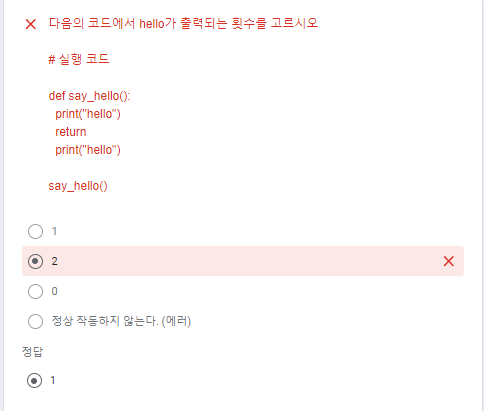 다음의 코드에서 hello가 출력되는 횟수를 고르시오
# 실행 코드
def say_hello():
  print("hello")
  return
  print("hello")
say_hello()
1
2
0
정상 작동하지 않는다. (에러)
정답
1